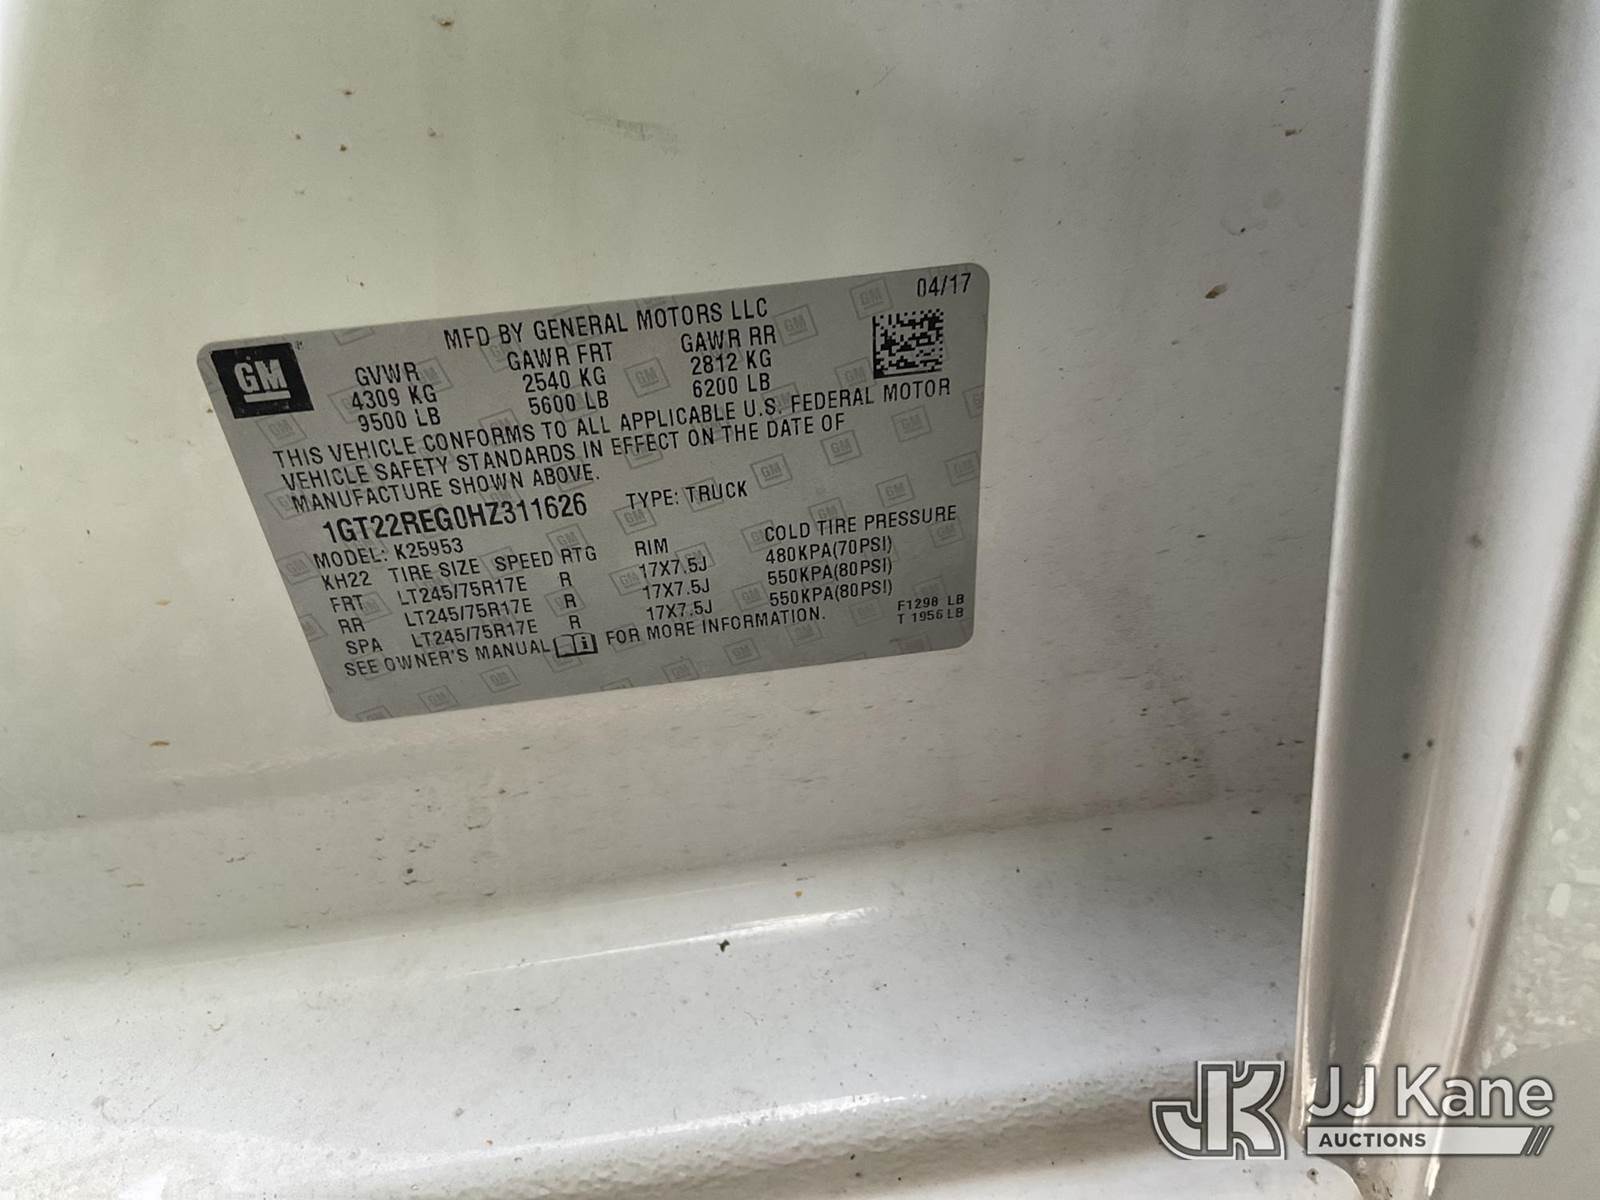 04/17
MFD BY GENERAL MOTORS LLC
GM
GVWR GAWR FRT GAWR RR
4309 KG 2540 KG 2812 KG
9500 LB 5600 LB 6200 LB
THIS VEHICLE CONFORMS TO ALL APPLICABLE U.S. FEDERAL MOTOR
VEHICLE SAFETY STANDARDS IN EFFECT ON THE DATE OF
MANUFACTURE SHOWN ABOVE.
1GT22REG0HZ311626 TYPE: TRUCK
MODEL: K25953
KH22 TIRE SIZE SPEED RTG RIM COLD TIRE PRESSURE
FRT LT245/75R17E R 17X7.5J 480KPA(70PSI)
RR LT245/75R17E R 17X7.5J 550KPA(80PSI)
SPA LT245/75R17E R 17X7.5J 550KPA(80PSI)
SEE OWNER'S MANUAL FOR MORE INFORMATION.
F1298 LB
T 1956 LB
JK JJ Kane
AUCTIONS